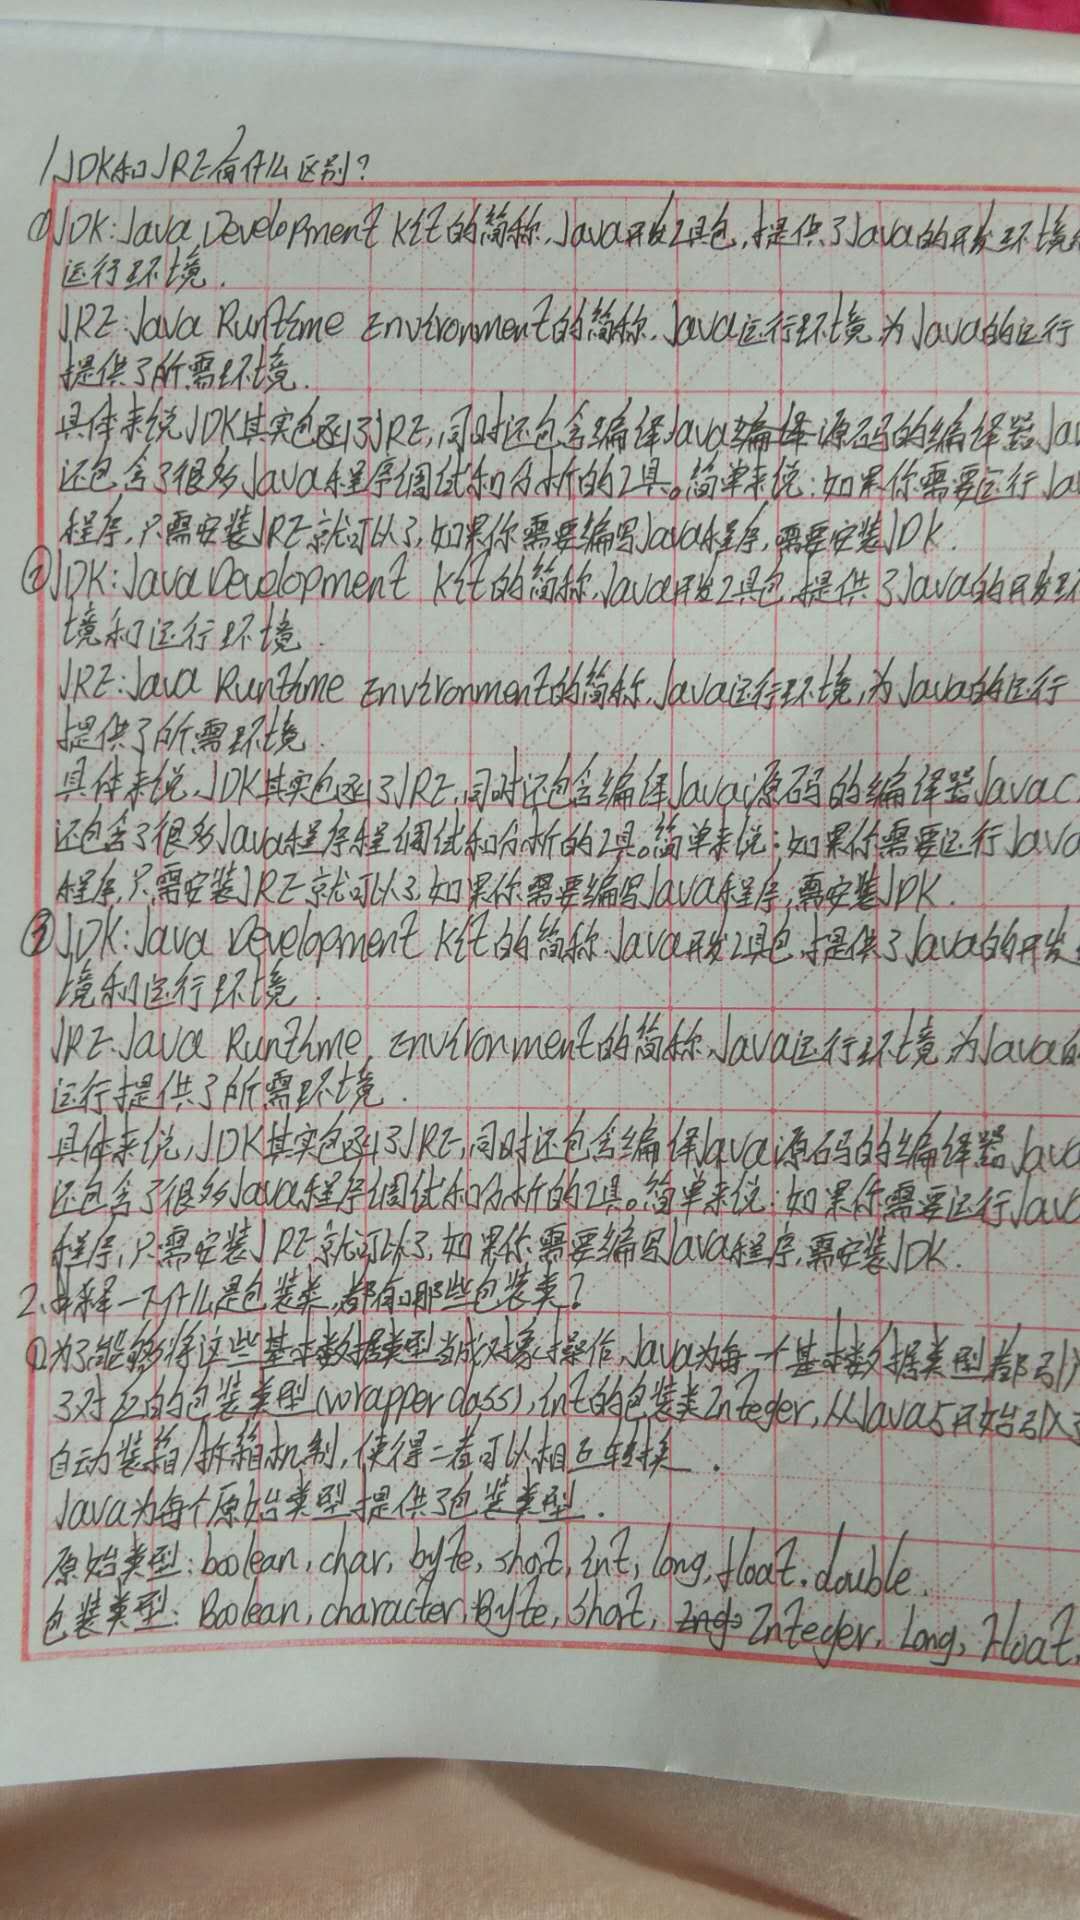 1、JDK和JRE有什么区别?
①JDK:Java Development Kit的简称,Java开发工具包,提供了Java的开发环境
运行环境.
JRE:Java Runtime Environment的简称,Java运行环境,为Java的运行
提供了所需环境.
具体来说JDK其实包函了JRE,同时还包含编译Java源码的编译器Jav
还包含了很多Java程序调试和分析的工具。简单来说:如果你需要运行Ja
程序,只需安装JRE就可以了,如果你需要编写Java程序,需要安装JDK.
②JDK:Java Development Kit的简称,Java开发工具包,提供了Java的开发环
境和运行环境.
JRE:Java Runtime Environment的简称,Java运行环境,为Java的运行
提供了所需环境.
具体来说,JDK其实包函了JRE,同时还包含编译Java源码的编译器Javac,
还包含了很多Java程序程调试和分析的工具。简单来说:如果你需要运行Java
程序,只需安装JRE就可以了,如果你需要编写Java程序,需安装JDK.
③JDK:Java Development Kit的简称,Java开发工具包,提供了Java的开发
境和运行环境.
JRE:Java Runtime Environment的简称,Java运行环境,为Java的
运行提供了所需环境.
具体来说,JDK其实包函了JRE,同时还包含编译Java源码的编译器Java
还包含了很多Java程序调试和分析的工具。简单来说:如果你需要运行Java
程序,只需安装JRE就可以了,如果你需要编写Java程序,需安装JDK.
2、解释一下什么是包装类,都有哪些包装类?
①为了能够将这些基本数据类型当成对象操作,Java为每一个基本数据类型都引入
了对应的的包装类型(wrapper class),int的包装类Integer,从Java5开始引入了
自动装箱/拆箱机制,使得二者可以相互转换.
Java为每个原始类型提供了包装类型.
原始类型:boolean,char,byte,short,int,long,float,double.
包装类型:Boolean,character,Byte,Short,Integer,Long,Float,